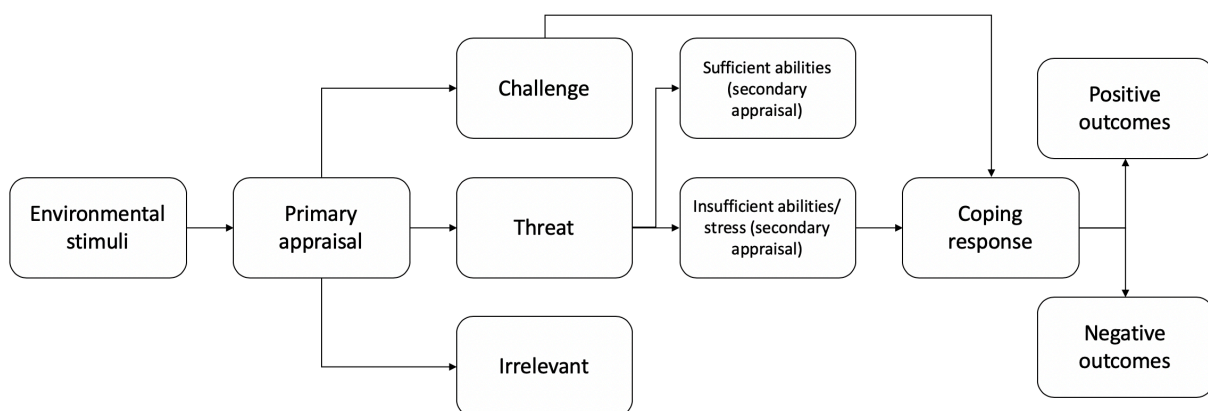 Environmental
stimuli
Primary
appraisal
Challenge
Threat
Irrelevant
Sufficient abilities
(secondary
appraisal)
Insufficient abilities/
stress (secondary
appraisal)
Coping
response
Positive
outcomes
Negative
outcomes